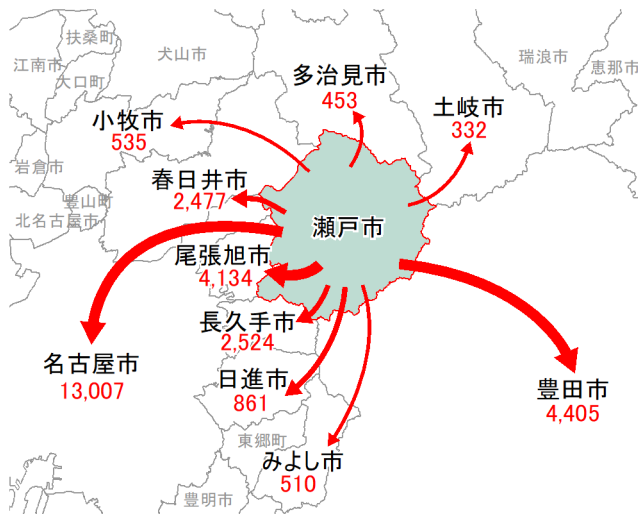 扶桑町
犬山市
江南市
大口町
瑞浪市
恵那市
多治見市
453
土岐市
332
小牧市
535
岩倉市
春日井市
2,477
豊山町
北名古屋市
瀬戸市
尾張旭市
4,134
長久手市
2,524
名古屋市
13,007
日進市
861
豊田市
4,405
東郷町
みよし市
510
豊明市